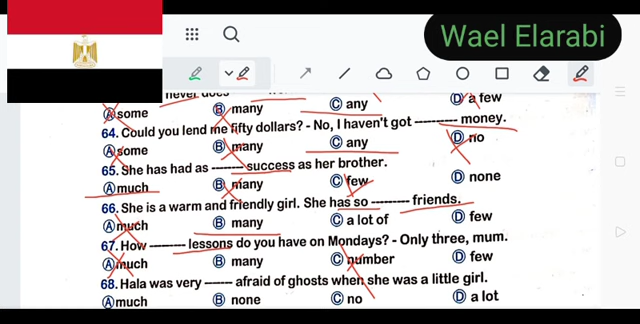 Wael Elarabi
never does
Ⓐ some Ⓑ many Ⓒ any Ⓓ a few
64. Could you lend me fifty dollars? - No, I haven't got ---------- money.
Ⓐ some Ⓑ many Ⓒ any Ⓓ no
65. She has had as -------- success as her brother.
Ⓐ much Ⓑ many Ⓒ few Ⓓ none
66. She is a warm and friendly girl. She has so --------- friends.
Ⓐ much Ⓑ many Ⓒ a lot of Ⓓ few
67. How --------- lessons do you have on Mondays? - Only three, mum.
Ⓐ much Ⓑ many Ⓒ number Ⓓ few
68. Hala was very ------- afraid of ghosts when she was a little girl.
Ⓐ much Ⓑ none Ⓒ no Ⓓ a lot